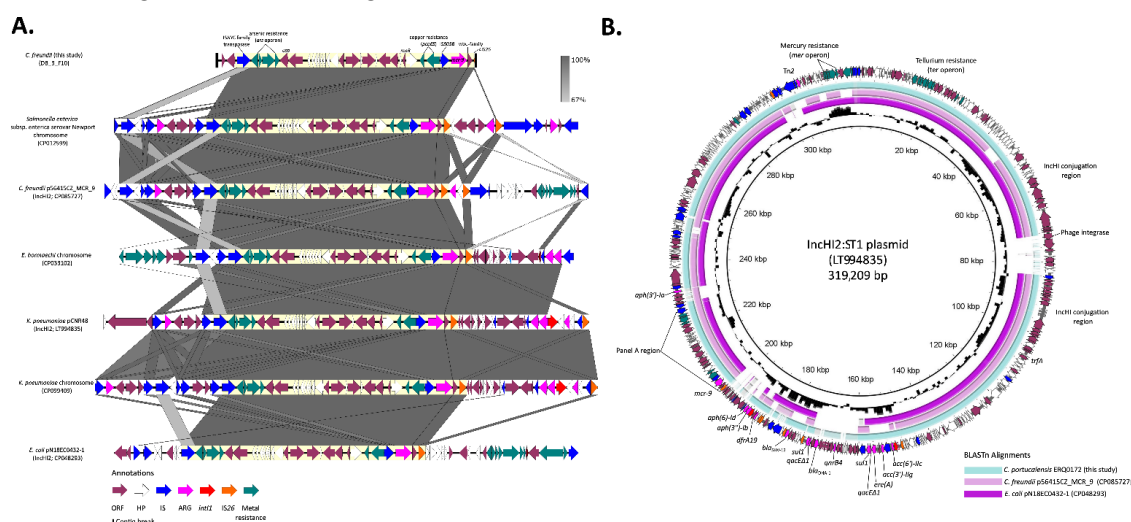 A.
B.
C. freundii (this study)
(DB_1_F10)
transposase
arsenic resistance
(ars operon)
copper resistance
100%
67%
Salmonella enterica
subsp. enterica serovar Newport
chromosome
(CP012599)
C. freundii p56415CZ_MCR_9
(IncHI2; CP085727)
E. hormaechei chromosome
(CP033102)
K. pneumoniae pCNR48
(IncHI2; LT994835)
K. pneumoniae chromosome
(CP099409)
E. coli pN18EC0432-1
(IncHI2; CP048293)
Annotations
ORF HP IS ARG intI1 IS26 Metal
resistance
Contig break
Mercury resistance
(mer operon)
Tn2
Tellurium resistance
(ter operon)
IncHI conjugation
region
Phage integrase
IncHI conjugation
region
trfA
aph(3')-Ia
Panel A region
mcr-9
aph(6)-Id
aph(3'')-Ib
dfrA19
sul1
qacEΔ1
qnrB4
sul1
qacEΔ1
ere(A)
aac(3')-IIg
aac(6')-IIc
300 kbp
20 kbp
280 kbp
40 kbp
260 kbp
60 kbp
240 kbp
80 kbp
220 kbp
100 kbp
200 kbp
120 kbp
180 kbp
160 kbp
140 kbp
IncHI2:ST1 plasmid
(LT994835)
319,209 bp
BLASTn Alignments
C. portucalensis ERQ0172 (this study)
C. freundii p56415CZ_MCR_9 (CP085727)
E. coli pN18EC0432-1 (CP048293)